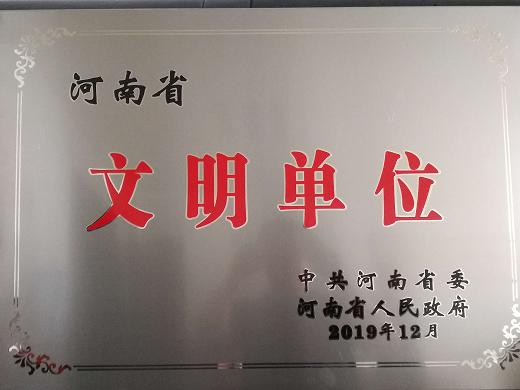 河南省
文明单位
中共河南省委
河南省人民政府
2019年12月